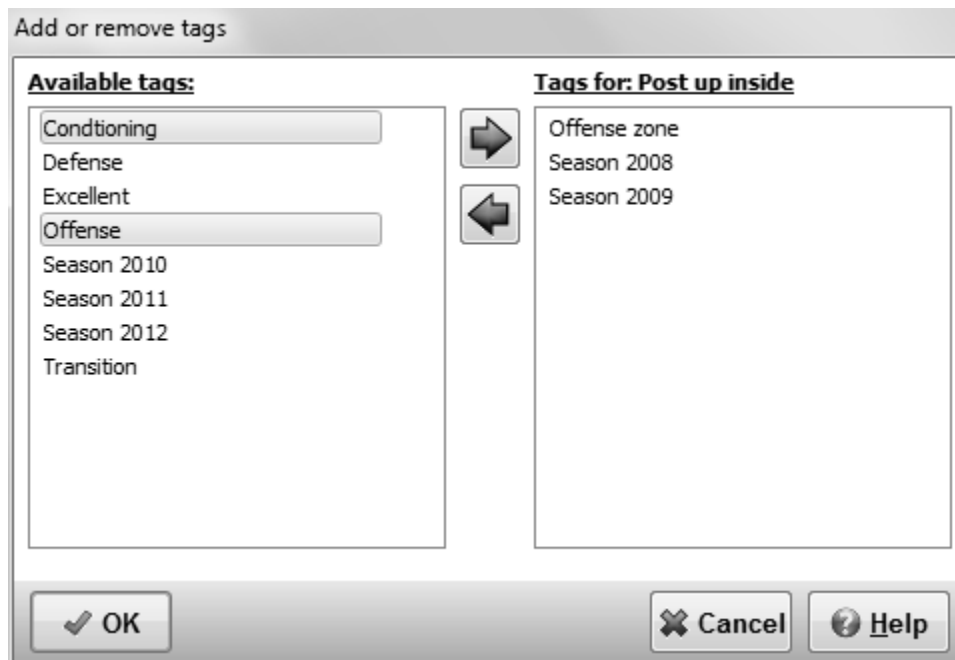 Add or remove tags
Available tags:
Condtioning
Defense
Excellent
Offense
Season 2010
Season 2011
Season 2012
Transition
Tags for: Post up inside
Offense zone
Season 2008
Season 2009
OK
Cancel
Help